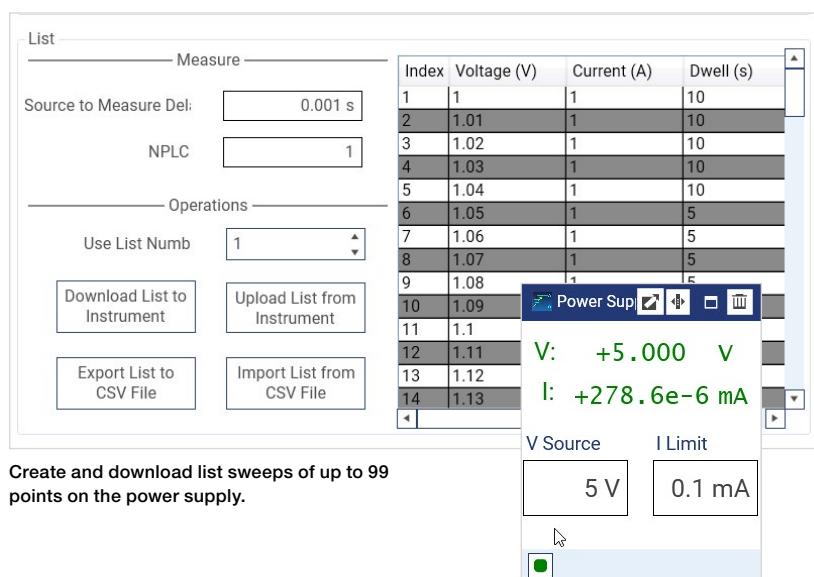 List
Measure
Source to Measure Del
0.001 s
NPLC
1
Operations
Use List Numb
1
Download List to
Instrument
Upload List from
Instrument
Export List to
CSV File
Import List from
CSV File
Index Voltage (V) Current (A) Dwell (s)
1 1 1 10
2 1.01 1 10
3 1.02 1 10
4 1.03 1 10
5 1.04 1 10
6 1.05 1 5
7 1.06 1 5
8 1.07 1 5
9 1.08 1 5
10 1.09
11 1.1
12 1.11
13 1.12
14 1.13
Power Sup
V: +5.000 V
I: +278.6e-6 mA
V Source I Limit
5 V 0.1 mA
Create and download list sweeps of up to 99
points on the power supply.